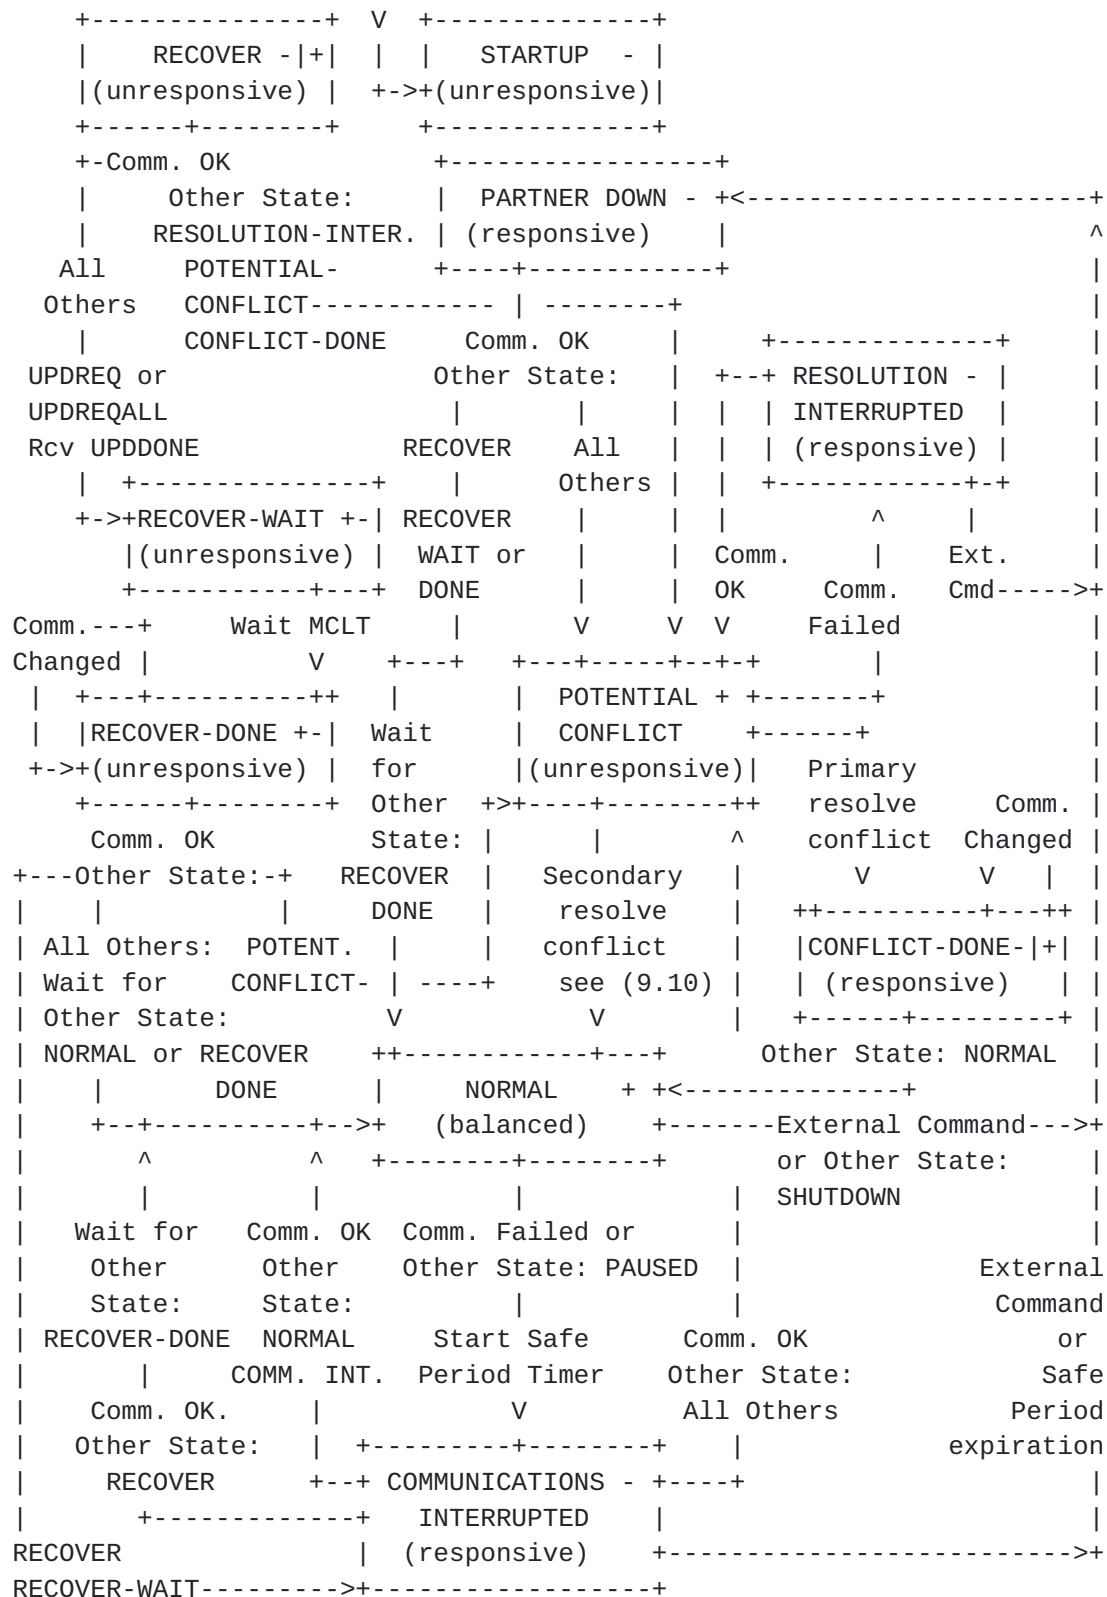 +---------------+  V  +--------------+
    |    RECOVER -|+|  |  |   STARTUP  - |
    |(unresponsive) |  +->+(unresponsive)|
    +------+--------+     +--------------+
    +-Comm. OK             +-----------------+
    |     Other State:     |  PARTNER DOWN - +<----------------------+
    |    RESOLUTION-INTER. | (responsive)    |                       ^
   All     POTENTIAL-      +----+------------+                       |
  Others   CONFLICT------------ | --------+                          |
    |      CONFLICT-DONE     Comm. OK     |     +--------------+     |
 UPDREQ or                 Other State:   |  +--+ RESOLUTION - |     |
 UPDREQALL                  |       |     |  |  | INTERRUPTED  |     |
 Rcv UPDDONE             RECOVER    All   |  |  | (responsive) |     |
    |  +---------------+    |      Others |  |  +------------+-+     |
    +->+RECOVER-WAIT +-| RECOVER    |     |  |         ^     |       |
       |(unresponsive) |  WAIT or   |     |  Comm.     |    Ext.     |
       +-----------+---+  DONE      |     |  OK     Comm.   Cmd----->+
Comm.---+     Wait MCLT     |       V     V  V     Failed            |
Changed |          V    +---+   +---+-----+--+-+       |             |
 |  +---+----------++   |       |  POTENTIAL + +-------+             |
 |  |RECOVER-DONE +-|  Wait     |  CONFLICT    +------+              |
 +->+(unresponsive) |  for      |(unresponsive)|   Primary           |
    +------+--------+  Other  +>+----+--------++   resolve     Comm. |
     Comm. OK          State: |      |        ^    conflict  Changed |
+---Other State:-+   RECOVER  |   Secondary   |       V       V   |  |
|    |           |     DONE   |    resolve    |   ++----------+---++ |
| All Others:  POTENT.  |     |   conflict    |   |CONFLICT-DONE-|+| |
| Wait for    CONFLICT- | ----+    see (9.10) |   | (responsive)   | |
| Other State:          V            V        |   +------+---------+ |
| NORMAL or RECOVER    ++------------+---+      Other State: NORMAL  |
|    |       DONE      |     NORMAL    + +<--------------+           |
|    +--+----------+-->+   (balanced)    +-------External Command--->+
|       ^          ^   +--------+--------+       or Other State:     |
|       |          |            |             |  SHUTDOWN            |
|   Wait for   Comm. OK  Comm. Failed or      |                      |
|    Other      Other    Other State: PAUSED  |               External
|    State:     State:          |             |                Command
| RECOVER-DONE  NORMAL     Start Safe      Comm. OK                or
|       |     COMM. INT.  Period Timer    Other State:            Safe
|    Comm. OK.     |            V          All Others           Period
|   Other State:   |  +---------+--------+    |             expiration
|     RECOVER      +--+ COMMUNICATIONS - +----+                      |
|       +-------------+   INTERRUPTED    |                           |
RECOVER               |  (responsive)    +-------------------------->+
RECOVER-WAIT--------->+------------------+